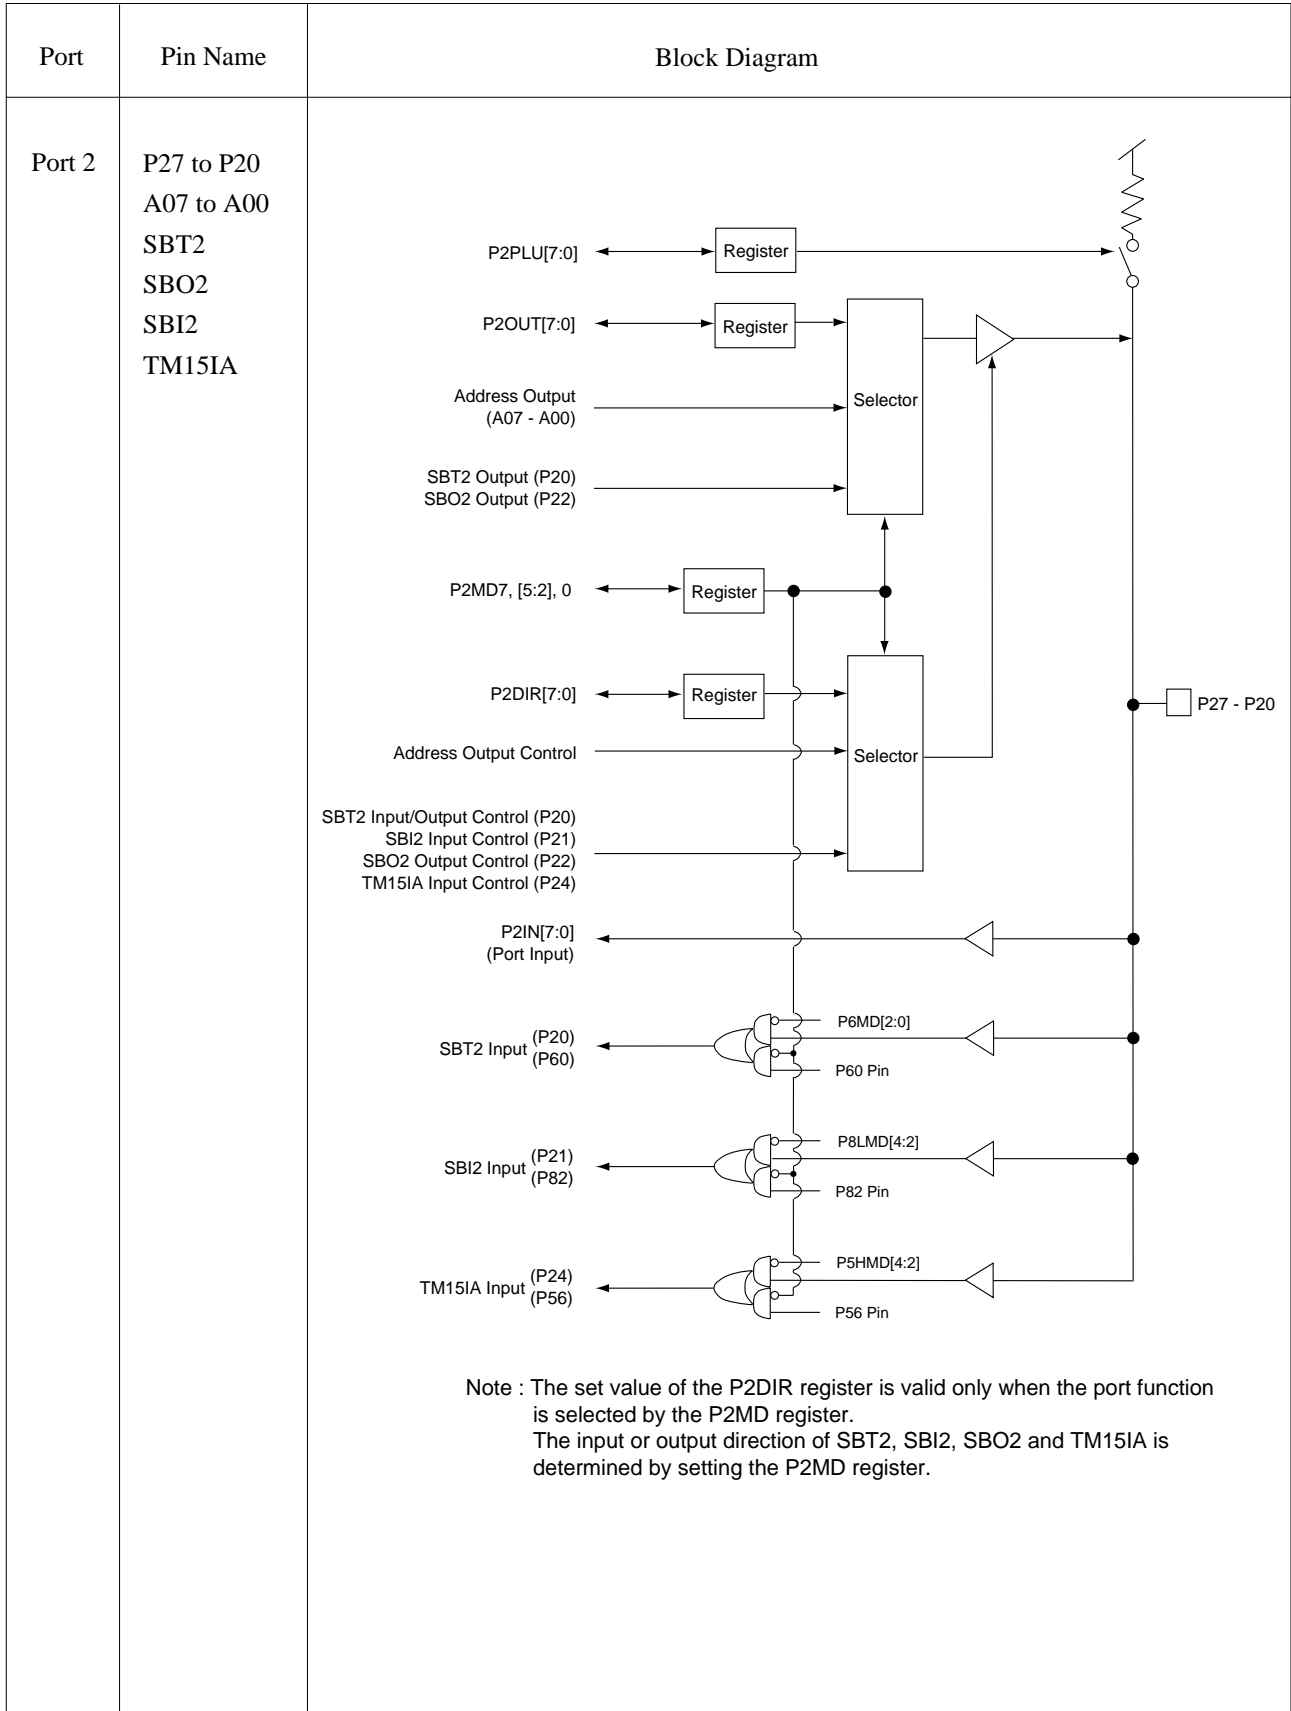 Port
Pin Name
Block Diagram
Port 2
P27 to P20
A07 to A00
SBT2
SBO2
SBI2
TM15IA
P2PLU[7:0]
Register
P2OUT[7:0]
Register
Address Output
(A07 - A00)
Selector
SBT2 Output (P20)
SBO2 Output (P22)
P2MD7, [5:2], 0
Register
P2DIR[7:0]
Register
P27 - P20
Address Output Control
Selector
SBT2 Input/Output Control (P20)
SBI2 Input Control (P21)
SBO2 Output Control (P22)
TM15IA Input Control (P24)
P2IN[7:0]
(Port Input)
P6MD[2:0]
SBT2 Input (P20)
(P60)
P60 Pin
P8LMD[4:2]
SBI2 Input (P21)
(P82)
P82 Pin
P5HMD[4:2]
TM15IA Input (P24)
(P56)
P56 Pin
Note : The set value of the P2DIR register is valid only when the port function
is selected by the P2MD register.
The input or output direction of SBT2, SBI2, SBO2 and TM15IA is
determined by setting the P2MD register.